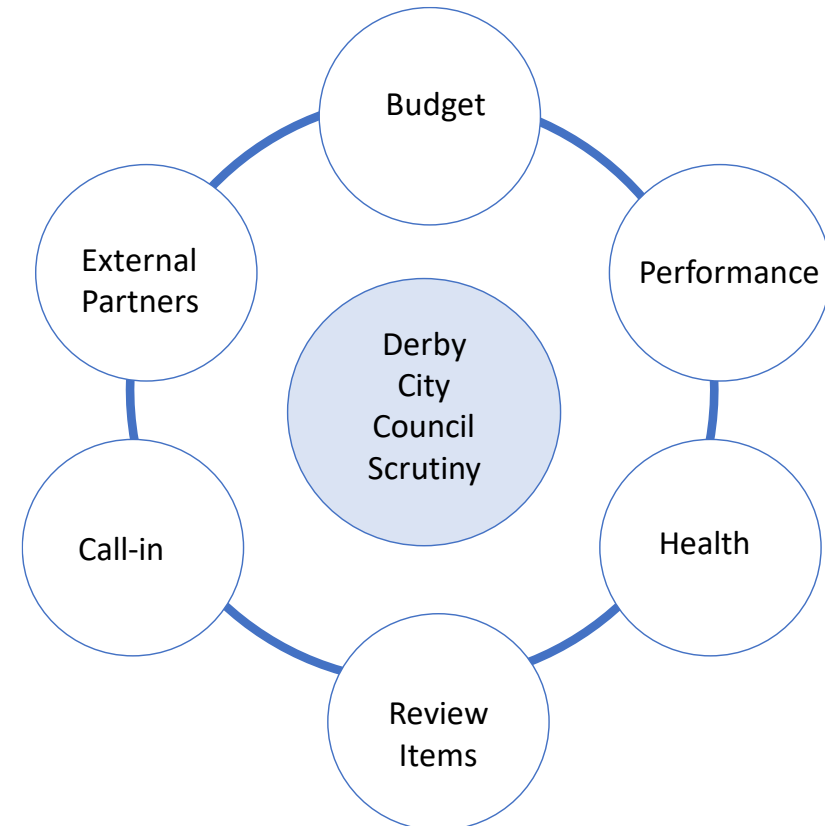 Budget
External
Partners
Performance
Derby
City
Council
Scrutiny
Call-in
Health
Review
Items